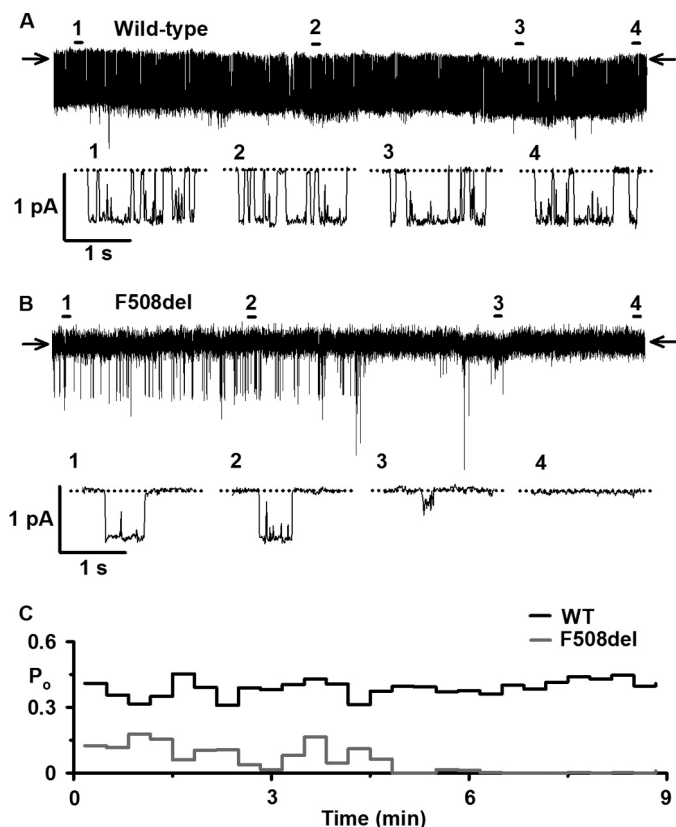 A
1 Wild-type 2 3 4
1 2 3 4
1 pA
1 s
B
1 F508del 2 3 4
1 2 3 4
1 pA
1 s
C
WT
F508del
0.6
Po
0.3
0
0 3 6 9
Time (min)